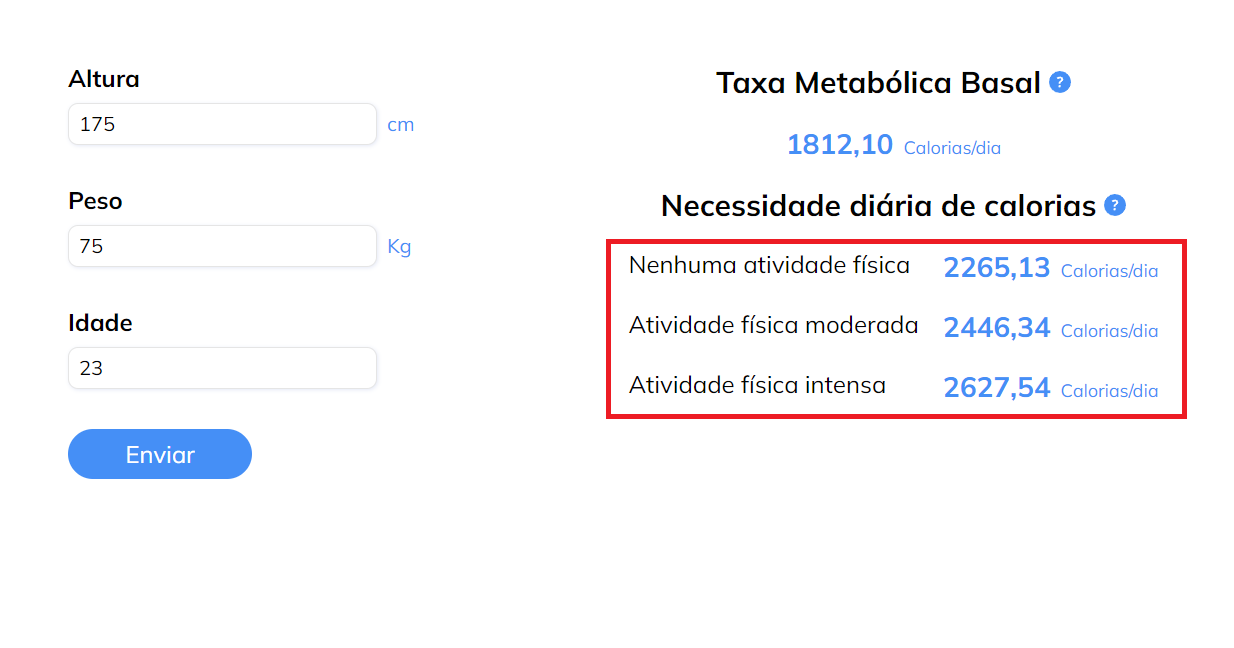 Altura
175 cm
Peso
75 Kg
Idade
23
Enviar
Taxa Metabólica Basal ?
1812,10 Calorias/dia
Necessidade diária de calorias ?
Nenhuma atividade física 2265,13 Calorias/dia
Atividade física moderada 2446,34 Calorias/dia
Atividade física intensa 2627,54 Calorias/dia